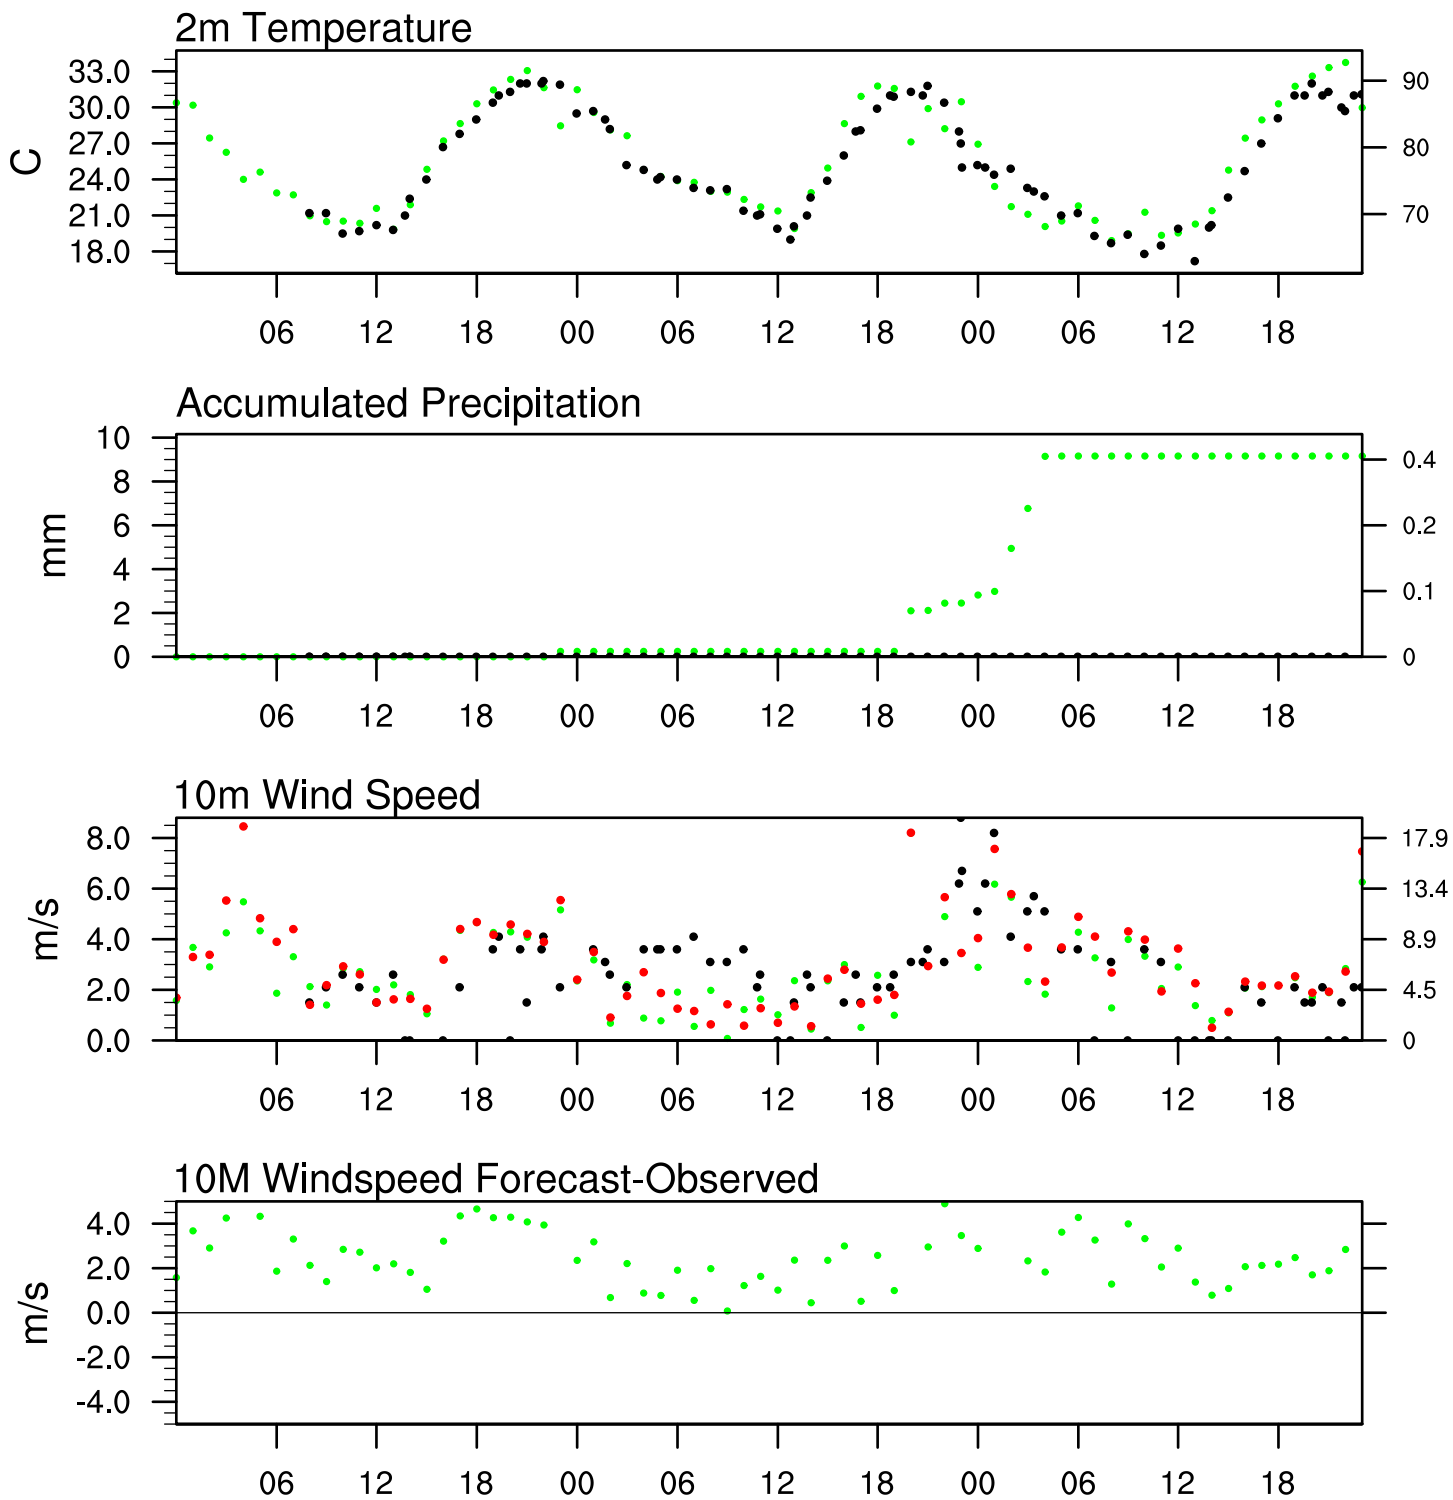 2m Temperature
33.0
30.0
27.0
24.0
21.0
18.0
C
90
80
70
06 12 18 00 06 12 18 00 06 12 18
Accumulated Precipitation
10
8
6
4
2
0
mm
0.4
0.2
0.1
0
06 12 18 00 06 12 18 00 06 12 18
10m Wind Speed
8.0
6.0
4.0
2.0
0.0
m/s
17.9
13.4
8.9
4.5
0
06 12 18 00 06 12 18 00 06 12 18
10M Windspeed Forecast-Observed
4.0
2.0
0.0
-2.0
-4.0
m/s
06 12 18 00 06 12 18 00 06 12 18